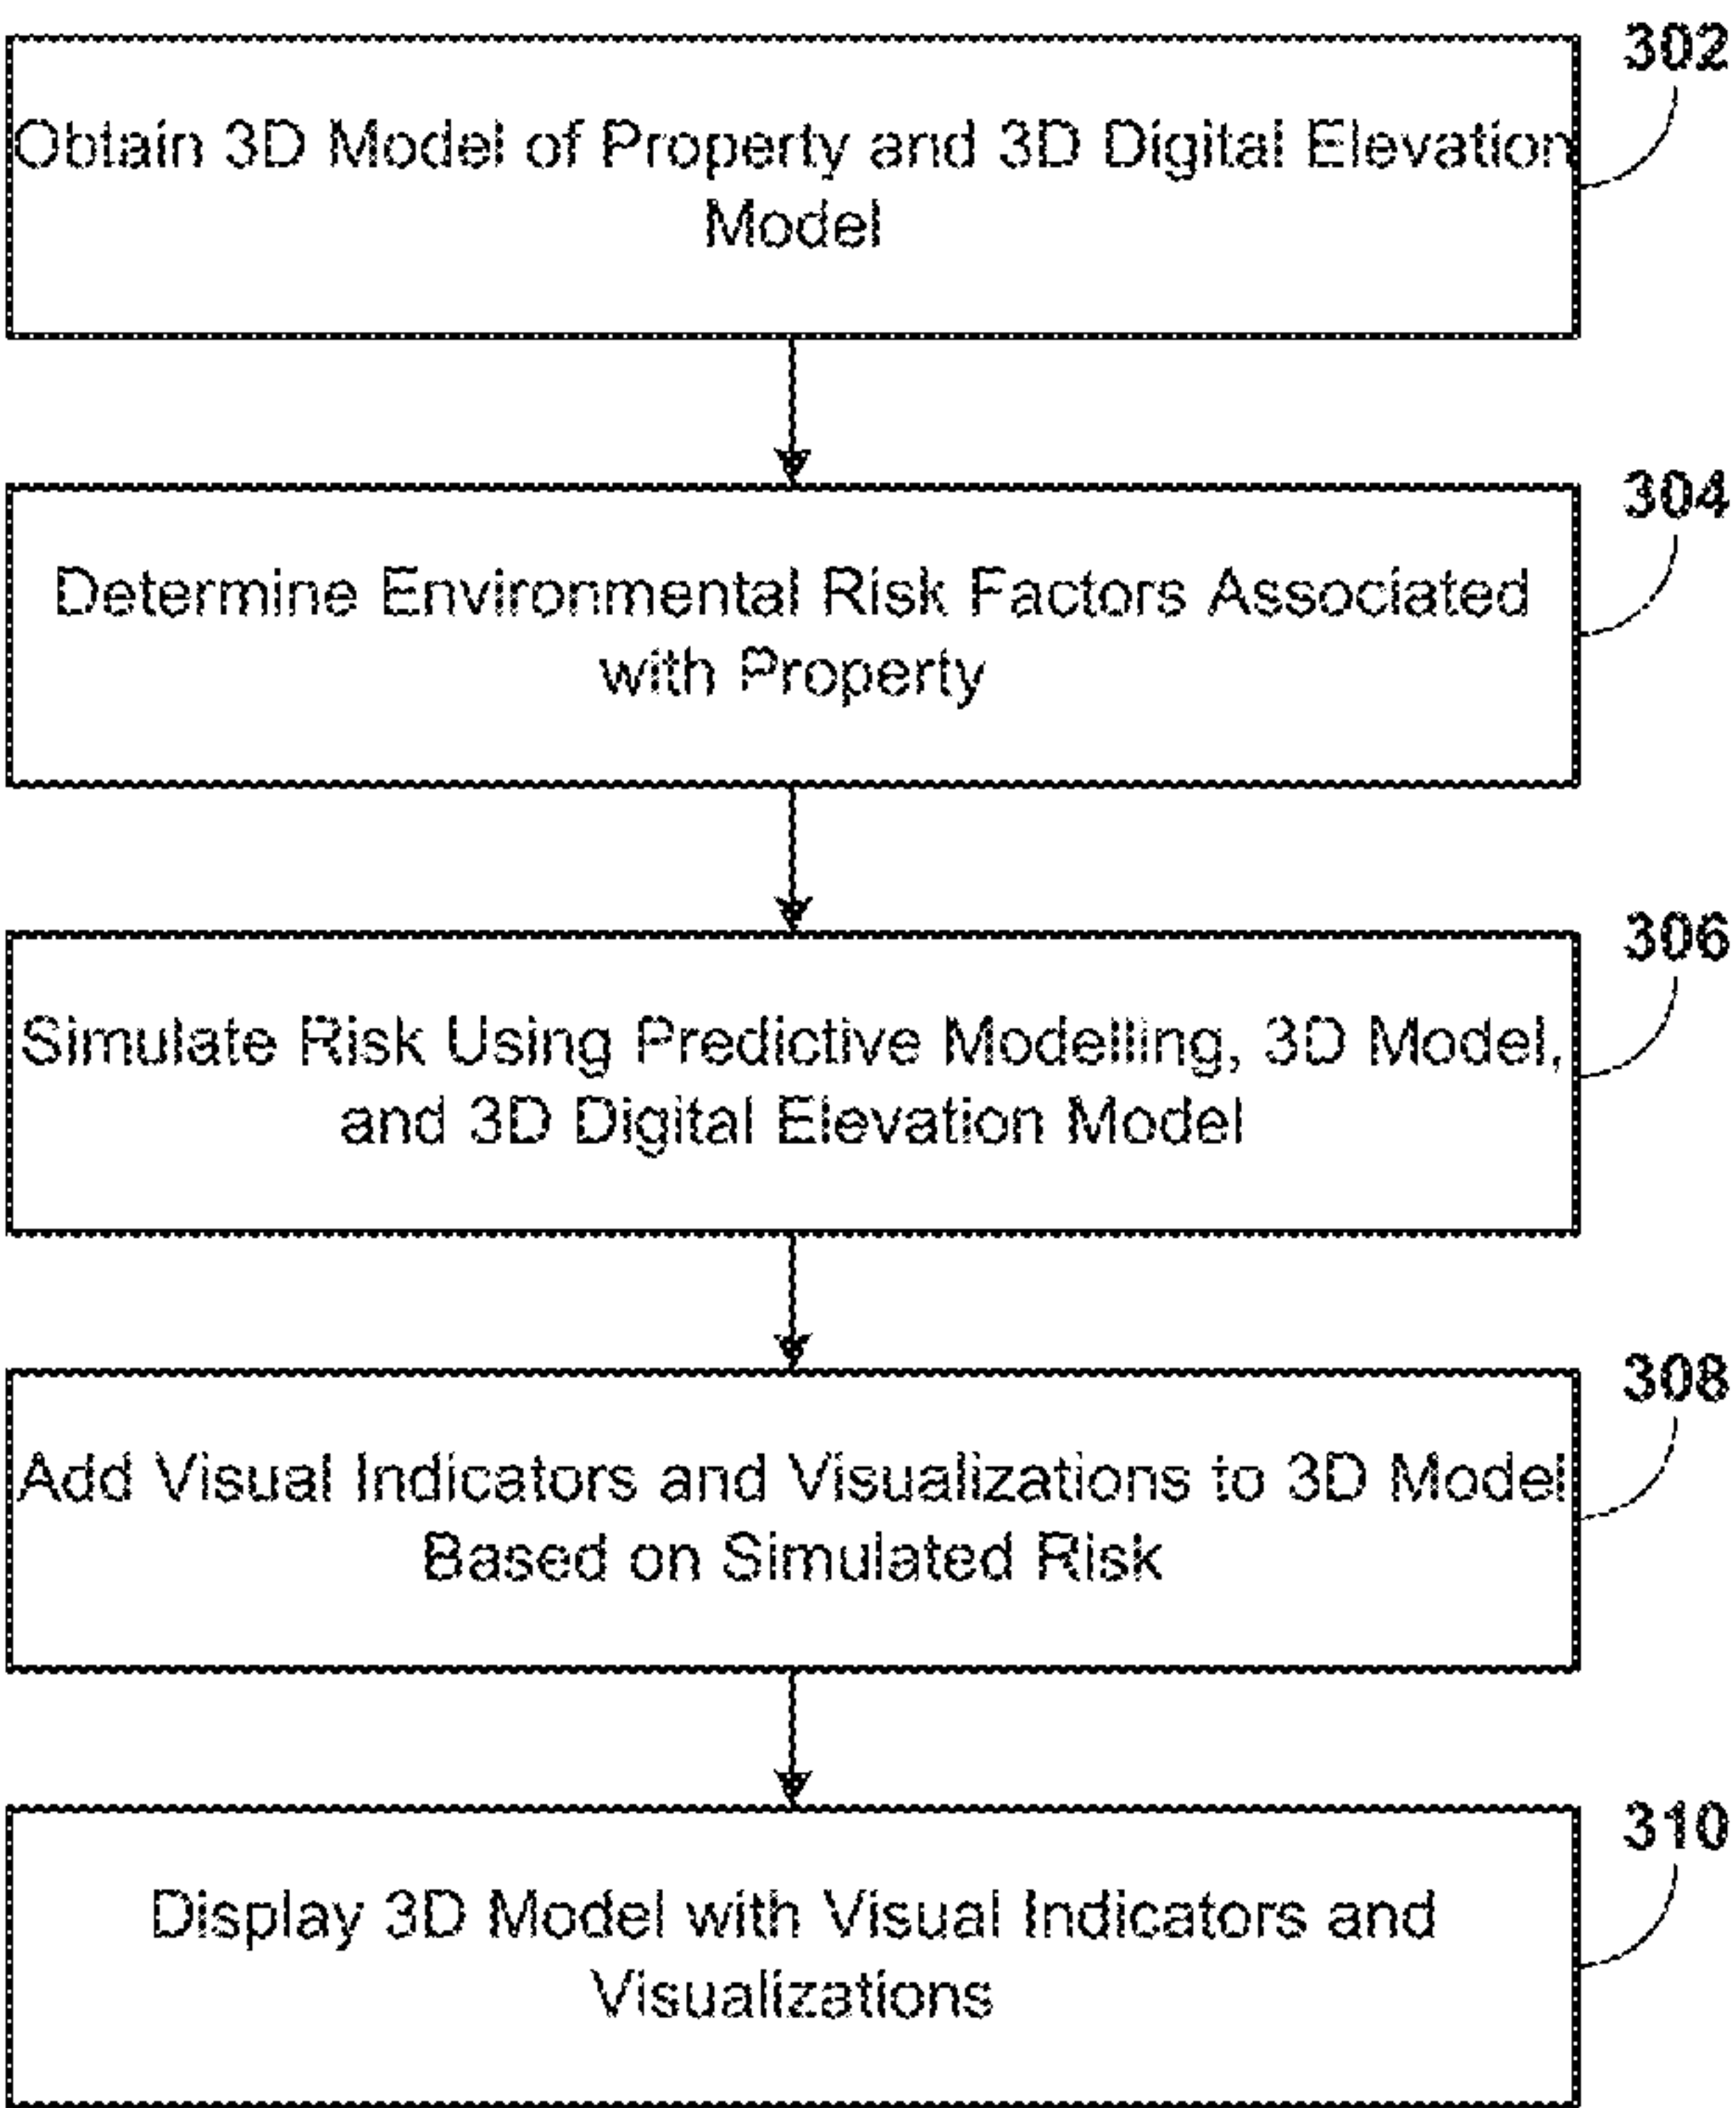 302
Obtain 3D Model of Property and 3D Digital Elevation
Model
304
Determine Environmental Risk Factors Associated
with Property
306
Simulate Risk Using Predictive Modelling, 3D Model,
and 3D Digital Elevation Model
308
Add Visual Indicators and Visualizations to 3D Model
Based on Simulated Risk
310
Display 3D Model with Visual Indicators and
Visualizations